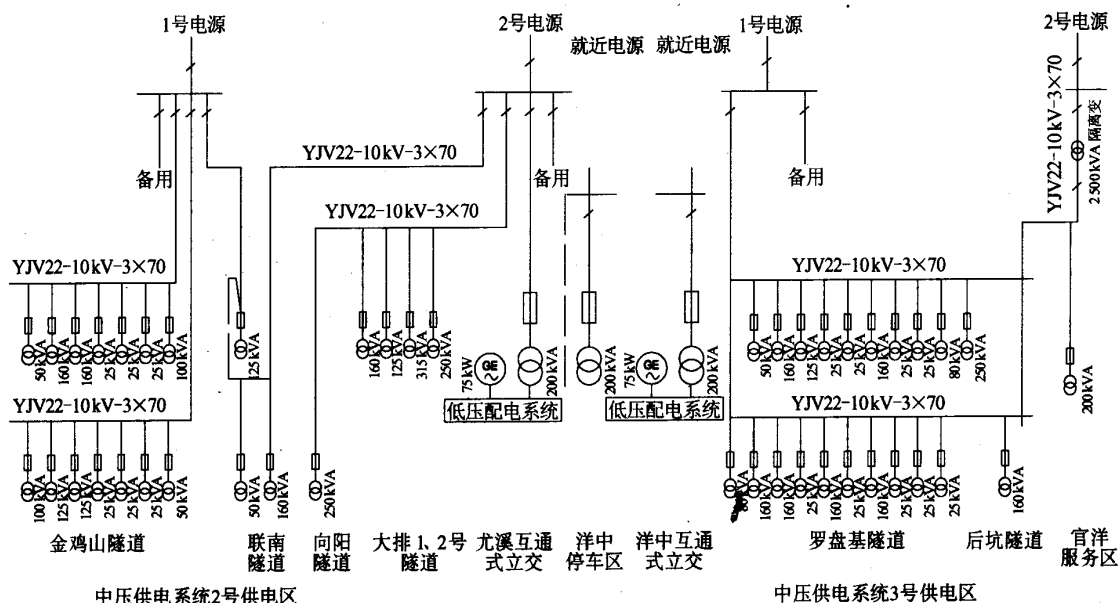 1号电源
2号电源
就近电源
就近电源
1号电源
2号电源
YJV22-10kV-3×70
2500kVA 隔离变
备用
YJV22-10kV-3×70
备用
备用
YJV22-10kV-3×70
YJV22-10kV-3×70
YJV22-10kV-3×70
50kVA
160kVA
160kVA
25kVA
25kVA
25kVA
100kVA
125kVA
160kVA
125kVA
315kVA
250kVA
75kW
GE
200kVA
200kVA
75kW
GE
200kVA
50kVA
160kVA
160kVA
25kVA
25kVA
25kVA
25kVA
25kVA
80kVA
250kVA
200kVA
低压配电系统
低压配电系统
YJV22-10kV-3×70
YJV22-10kV-3×70
100kVA
125kVA
125kVA
25kVA
25kVA
25kVA
50kVA
50kVA
160kVA
250kVA
160kVA
160kVA
160kVA
25kVA
25kVA
25kVA
25kVA
25kVA
25kVA
160kVA
金鸡山隧道
联南
隧道
向阳
隧道
大排1、2号
隧道
尤溪互通
式立交
洋中
停车区
洋中互通
式立交
罗盘基隧道
后坑隧道
官洋
服务区
中压供电系统2号供电区
中压供电系统3号供电区